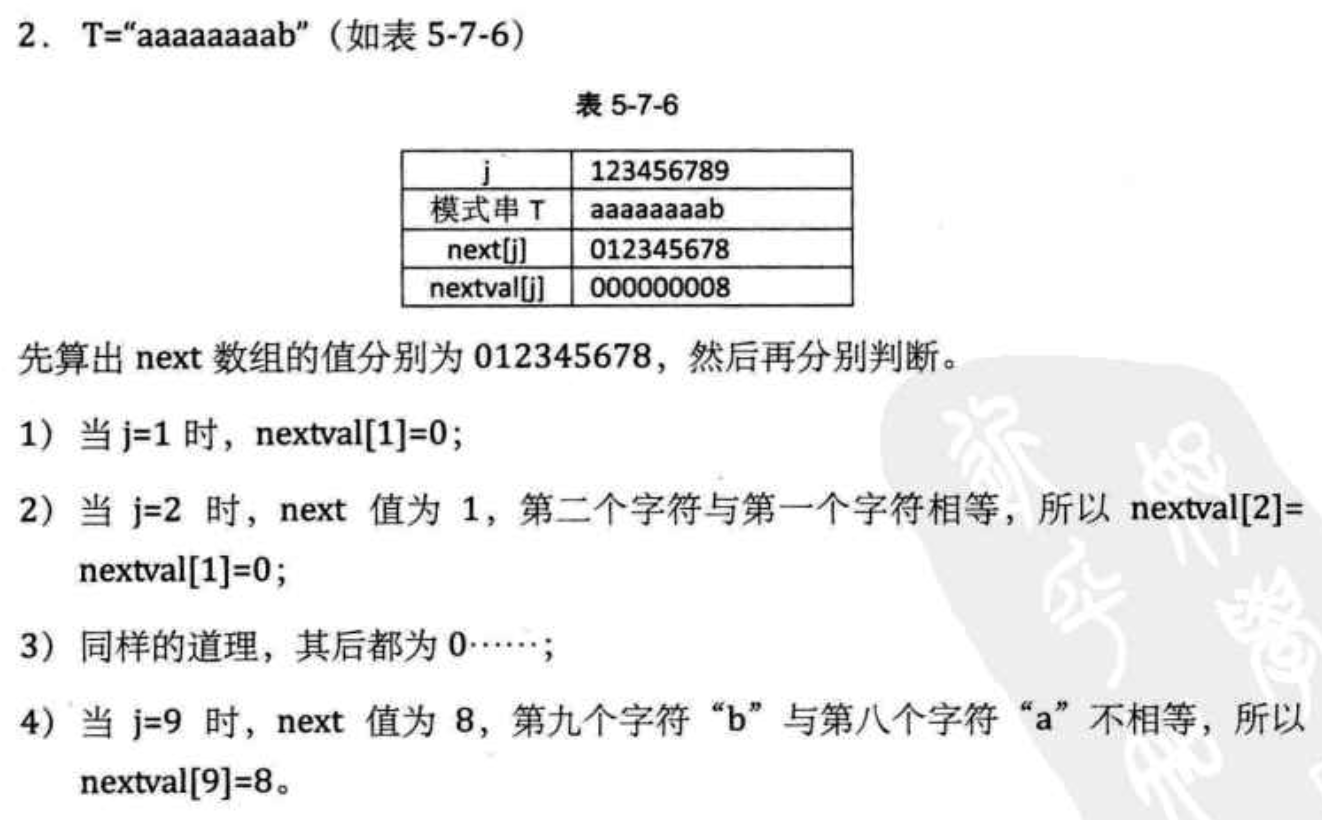 2. T=“aaaaaaaab”（如表 5-7-6）
表 5-7-6
j 123456789
模式串 T aaaaaaaab
next[j] 012345678
nextval[j] 000000008
先算出 next 数组的值分别为 012345678，然后再分别判断。
1）当 j=1 时，nextval[1]=0；
2）当 j=2 时，next 值为 1，第二个字符与第一个字符相等，所以 nextval[2]=
nextval[1]=0；
3）同样的道理，其后都为 0……；
4）当 j=9 时，next 值为 8，第九个字符“b”与第八个字符“a”不相等，所以
nextval[9]=8。